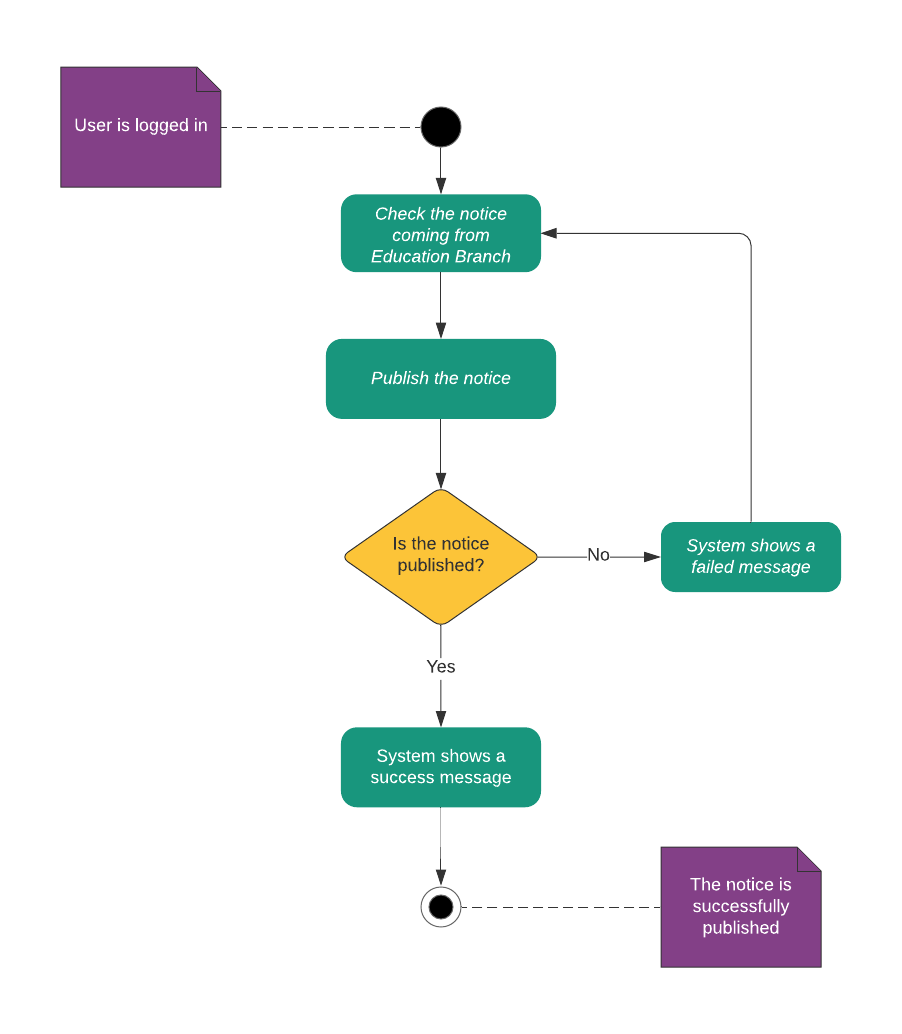 User is logged in
Check the notice
coming from
Education Branch
Publish the notice
Is the notice
published?
No
System shows a
failed message
Yes
System shows a
success message
The notice is
successfully
published